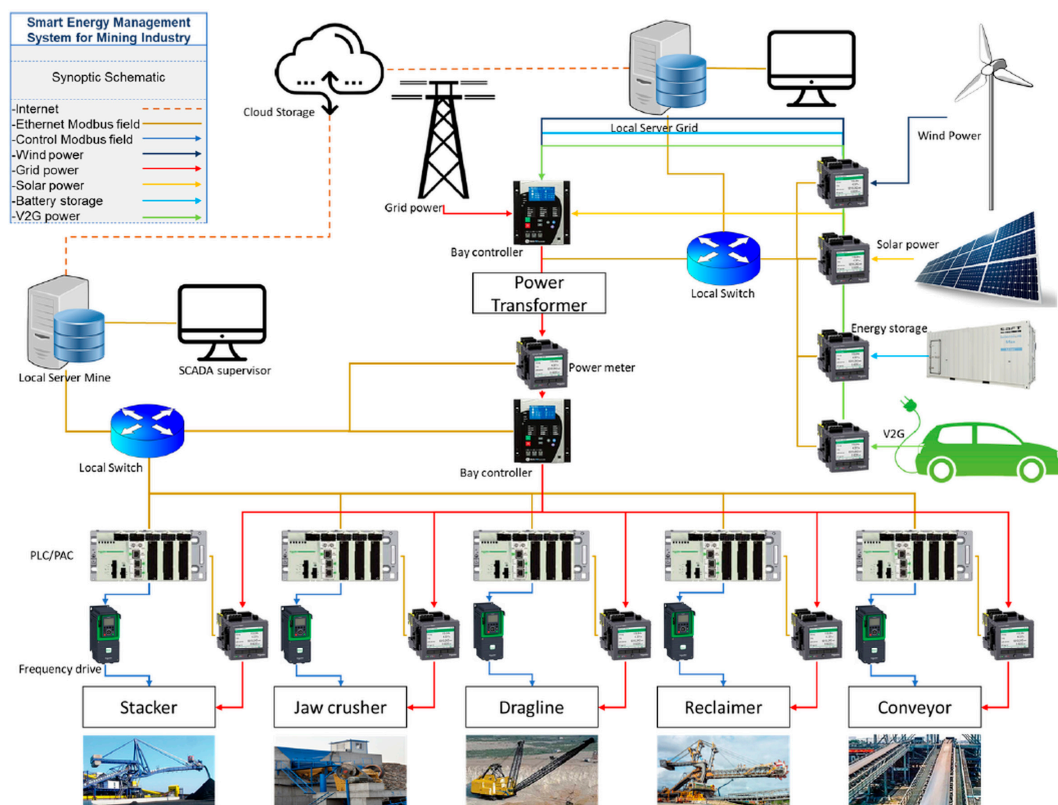 Smart Energy Management
System for Mining Industry
Synoptic Schematic
-Internet
-Ethernet Modbus field
-Control Modbus field
-Wind power
-Grid power
-Solar power
-Battery storage
-V2G power
Cloud Storage
Local Server Grid
Wind Power
Grid power
Bay controller
Solar power
Local Switch
Power
Transformer
Energy storage
Local Server Mine
SCADA supervisor
Power meter
V2G
Local Switch
Bay controller
PLC/PAC
Frequency drive
Stacker
Jaw crusher
Dragline
Reclaimer
Conveyor